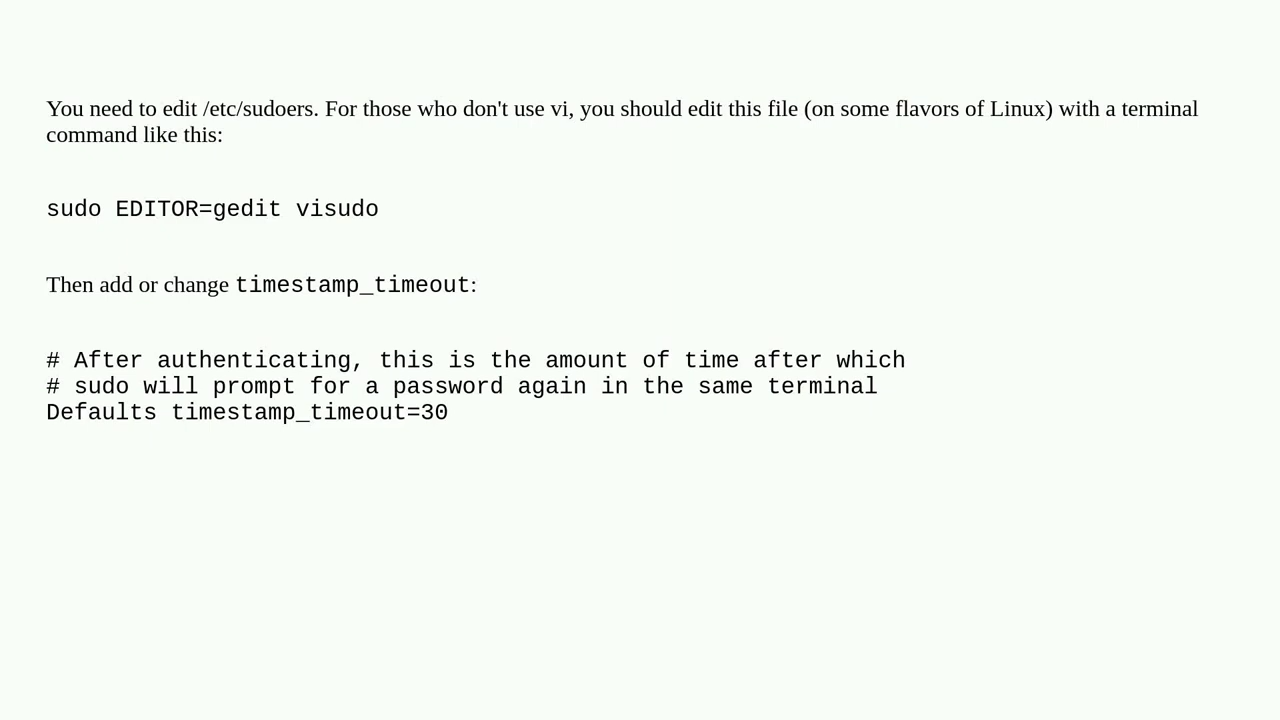 You need to edit /etc/sudoers. For those who don't use vi, you should edit this file (on some flavors of Linux) with a terminal
command like this:
sudo EDITOR=gedit visudo
Then add or change timestamp_timeout:
# After authenticating, this is the amount of time after which
# sudo will prompt for a password again in the same terminal
Defaults timestamp_timeout=30